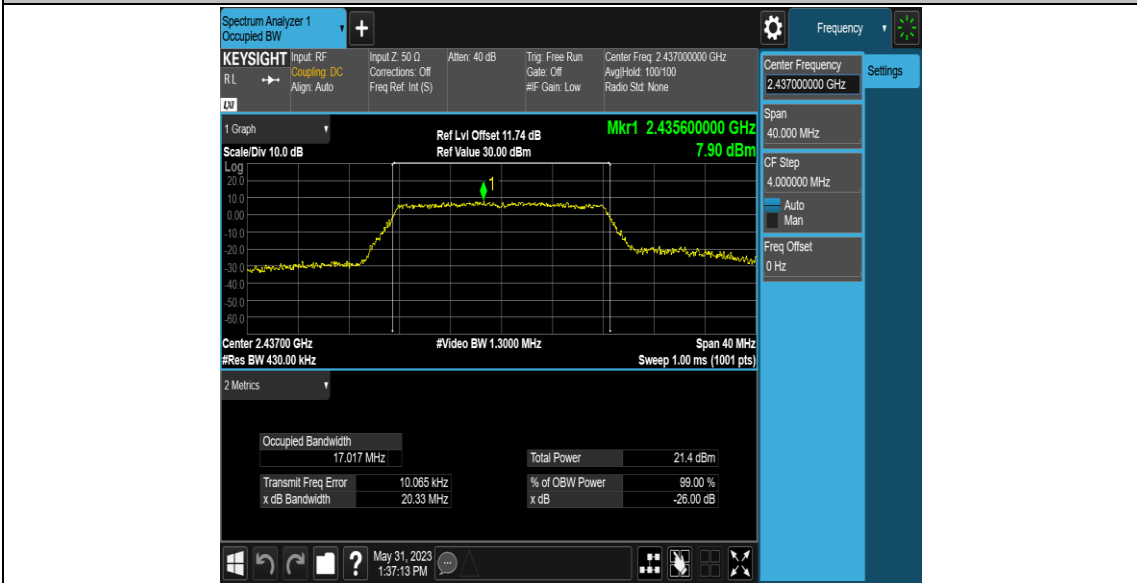 Spectrum Analyzer 1
Occupied BW
+
Frequency
KEYSIGHT
R L
LXI
Input: RF
Coupling: DC
Align: Auto
Input Z: 50 Ω
Corrections: Off
Freq Ref: Int (S)
Atten: 40 dB
Trig: Free Run
Gate: Off
#IF Gain: Low
Center Freq: 2.437000000 GHz
Avg|Hold: 100/100
Radio Std: None
Center Frequency
2.437000000 GHz
Settings
Span
40.000 MHz
CF Step
4.000000 MHz
Auto
Man
Freq Offset
0 Hz
1 Graph
Ref Lvl Offset 11.74 dB
Mkr1 2.435600000 GHz
Scale/Div 10.0 dB
Ref Value 30.00 dBm
7.90 dBm
Log
20.0
10.0
0.00
-10.0
-20.0
-30.0
-40.0
-50.0
-60.0
1
Center 2.43700 GHz
#Video BW 1.3000 MHz
Span 40 MHz
#Res BW 430.00 kHz
Sweep 1.00 ms (1001 pts)
2 Metrics
Occupied Bandwidth
17.017 MHz
Total Power 21.4 dBm
Transmit Freq Error 10.065 kHz
% of OBW Power 99.00 %
x dB Bandwidth 20.33 MHz
x dB -26.00 dB
?
May 31, 2023
1:37:13 PM